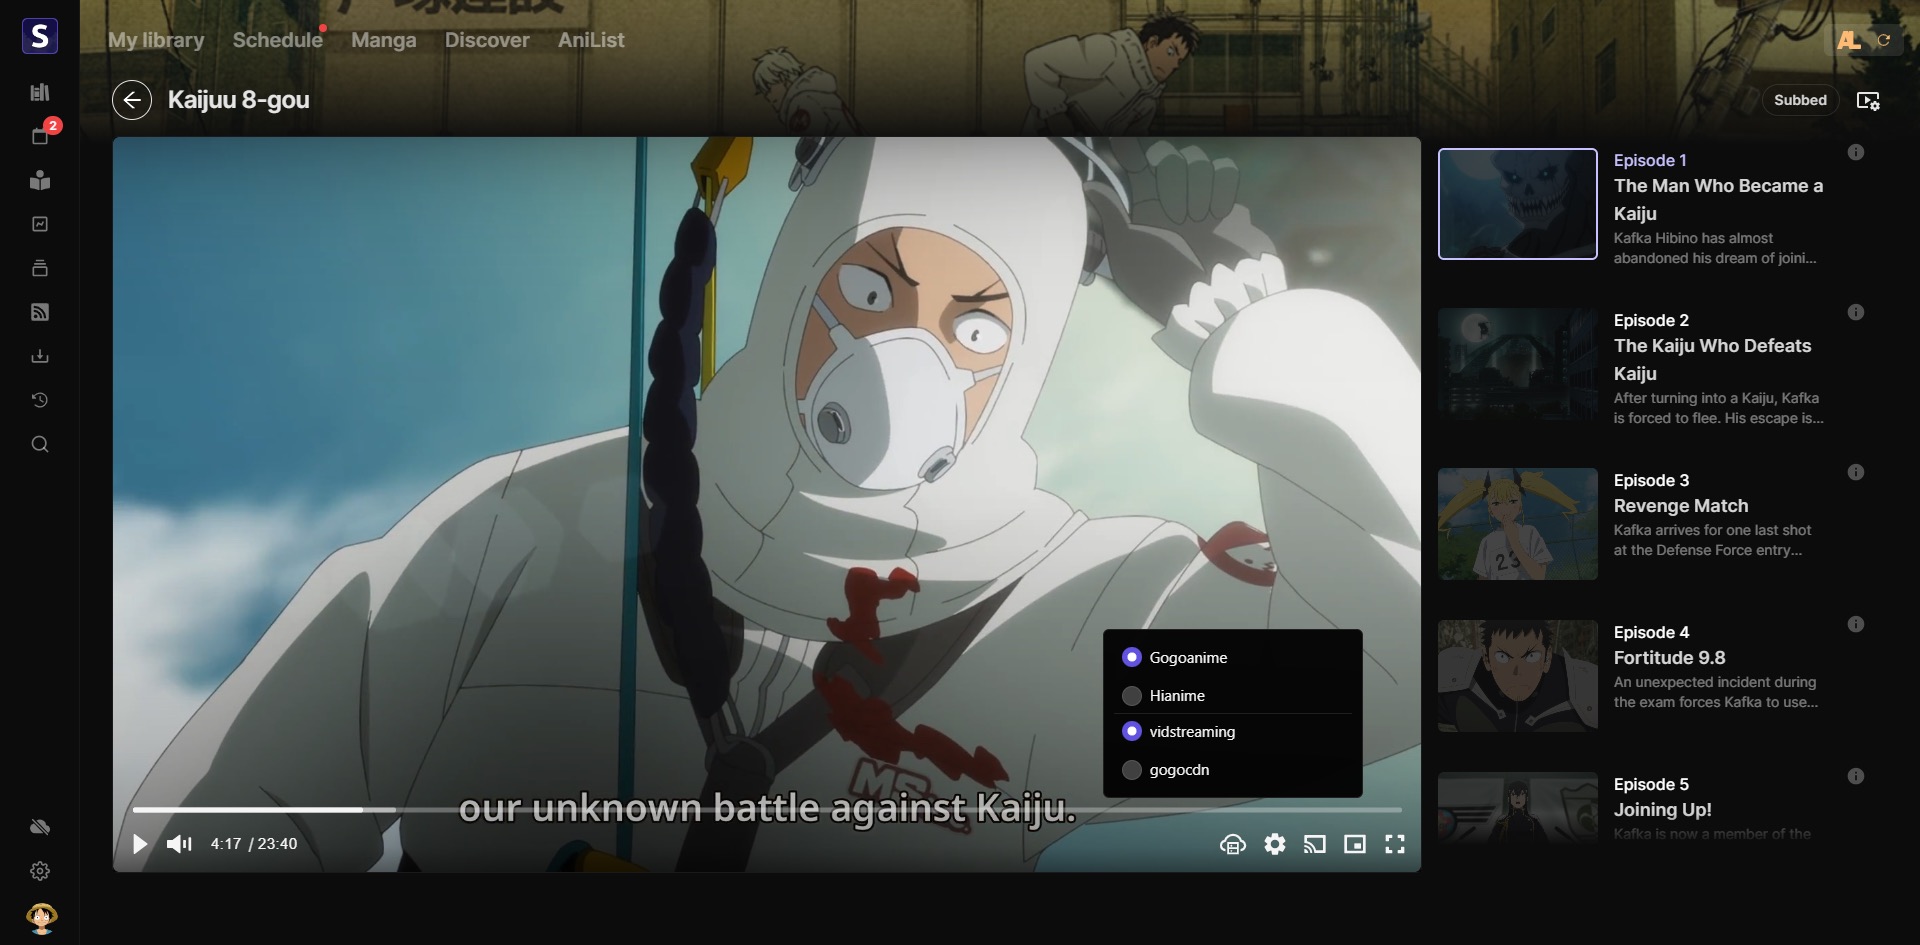 S
My library
Schedule
Manga
Discover
AniList
AL
2
Kaijuu 8-gou
Subbed
Episode 1
The Man Who Became a
Kaiju
Kafka Hibino has almost
abandoned his dream of joini...
Episode 2
The Kaiju Who Defeats
Kaiju
After turning into a Kaiju, Kafka
is forced to flee. His escape is...
Episode 3
Revenge Match
Kafka arrives for one last shot
at the Defense Force entry...
23
Episode 4
Fortitude 9.8
An unexpected incident during
the exam forces Kafka to use...
Episode 5
Joining Up!
Kafka is now a member of the
Gogoanime
Hianime
vidstreaming
gogocdn
MS
our unknown battle against Kaiju.
4:17 / 23:40